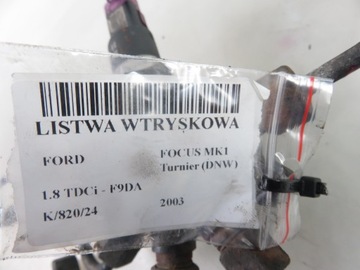 LISTWA WTRYSKOWA
FORD FOCUS MK1
Turnier (DNW)
1.8 TDCi - F9DA 2003
K/820/24